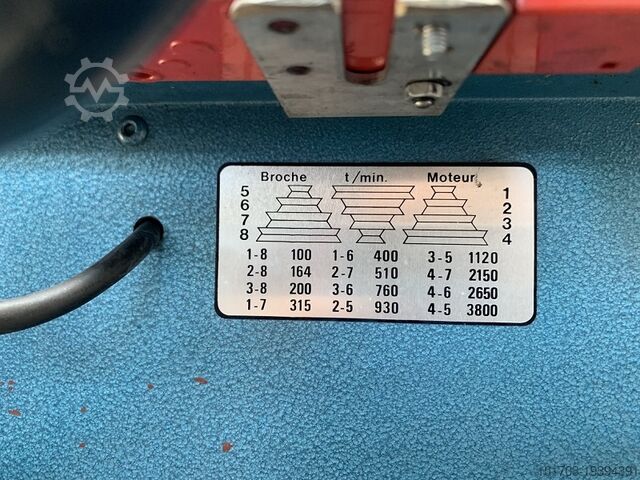 Broche t/min. Moteur
5 1
6 2
7 3
8 4
1-8 100 1-6 400 3-5 1120
2-8 164 2-7 510 4-7 2150
3-8 200 3-6 760 4-6 2650
1-7 315 2-5 930 4-5 3800